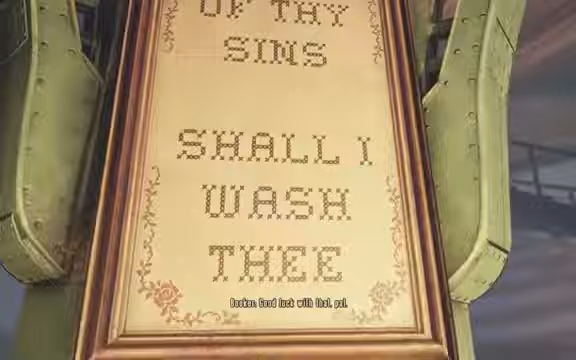 OF THY
SINS
SHALL I
WASH
THEE
Booker: Good luck with that, pal.